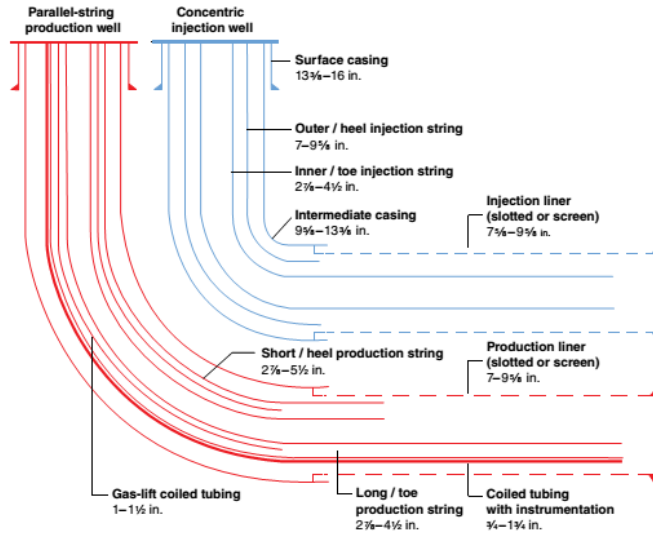 Parallel-string
production well
Concentric
injection well
Surface casing
13⅜–16 in.
Outer / heel injection string
7–9⅝ in.
Inner / toe injection string
2⅞–4½ in.
Intermediate casing
9⅝–13⅜ in.
Injection liner
(slotted or screen)
7⅝–9⅝ in.
Short / heel production string
2⅞–5½ in.
Production liner
(slotted or screen)
7–9⅝ in.
Gas-lift coiled tubing
1–1½ in.
Long / toe
production string
2⅞–4½ in.
Coiled tubing
with instrumentation
¾–1¾ in.